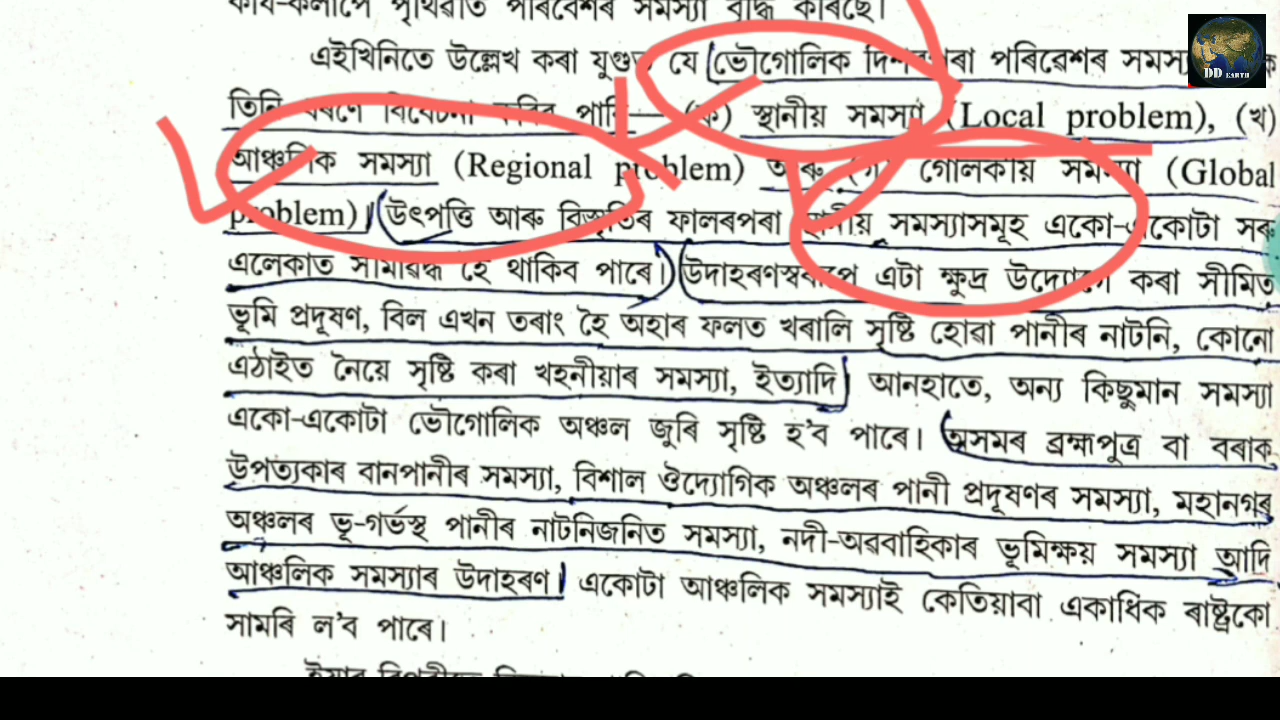 কাৰ্য-কলাপে পৃথিৱীত পৰিবেশৰ সমস্যা বৃদ্ধি কৰিছে।
এইখিনিতে উল্লেখ কৰা যুগুত যে ভৌগোলিক দিশৰপৰা পৰিৱেশৰ
তিনি ধৰণে বিবেচনা কৰিব পাৰি— (ক) স্থানীয় সমস্যা (Local problem), (খ)
আঞ্চলিক সমস্যা (Regional problem) আৰু (গ) গোলকীয় সমস্যা (Global
problem)। উৎপত্তি আৰু বিস্তৃতিৰ ফালৰপৰা স্থানীয় সমস্যাসমূহ একো-একোটা সৰু
এলেকাত সীমাবদ্ধ হৈ থাকিব পাৰে। উদাহৰণস্বৰূপে এটা ক্ষুদ্ৰ উদ্যোগে কৰা সীমিত
ভূমি প্ৰদূষণ, বিল এখন তৰাং হৈ অহাৰ ফলত খৰালি সৃষ্টি হোৱা পানীৰ নাটনি, কোনো
এঠাইত নৈয়ে সৃষ্টি কৰা খহনীয়াৰ সমস্যা, ইত্যাদি। আনহাতে, অন্য কিছুমান সমস্যা
একো-একোটা ভৌগোলিক অঞ্চল জুৰি সৃষ্টি হ'ব পাৰে। অসমৰ ব্ৰহ্মপুত্ৰ বা বৰাক
উপত্যকাৰ বানপানীৰ সমস্যা, বিশাল ঔদ্যোগিক অঞ্চলৰ পানী প্ৰদূষণৰ সমস্যা, মহানগৰ
অঞ্চলৰ ভূ-গৰ্ভস্থ পানীৰ নাটনিজনিত সমস্যা, নদী-অৱবাহিকাৰ ভূমিক্ষয় সমস্যা আদি
আঞ্চলিক সমস্যাৰ উদাহৰণ। একোটা আঞ্চলিক সমস্যাই কেতিয়াবা একাধিক ৰাষ্ট্ৰকো
সামৰি ল'ব পাৰে।
DD EARTH